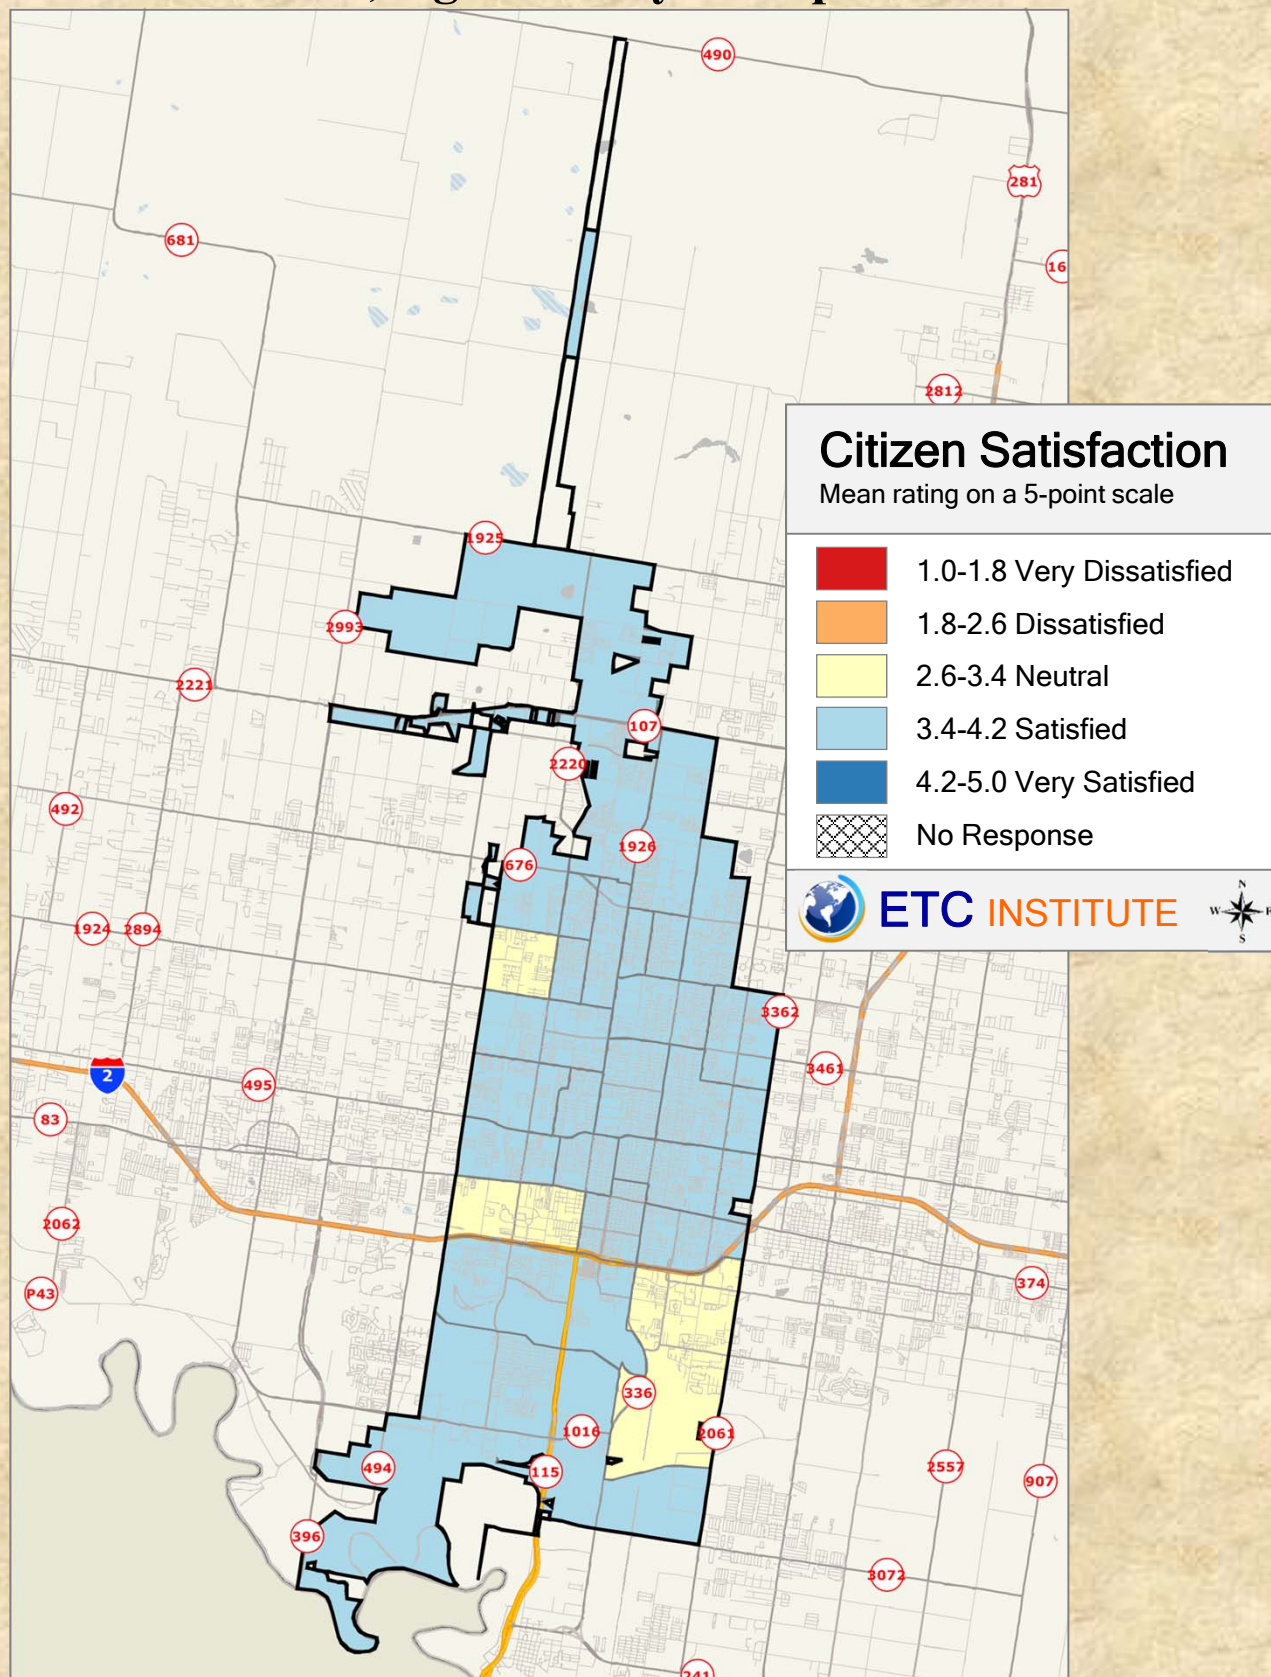 490
281
681
16
2812
Citizen Satisfaction
Mean rating on a 5-point scale
1.0-1.8 Very Dissatisfied
1.8-2.6 Dissatisfied
2.6-3.4 Neutral
3.4-4.2 Satisfied
4.2-5.0 Very Satisfied
No Response
ETC INSTITUTE
N
W
E
S
1925
2993
2221
107
2220
492
1926
676
1924
2894
3362
3461
2
495
83
2062
P43
374
336
1016
2061
494
115
2557
907
396
3072
241